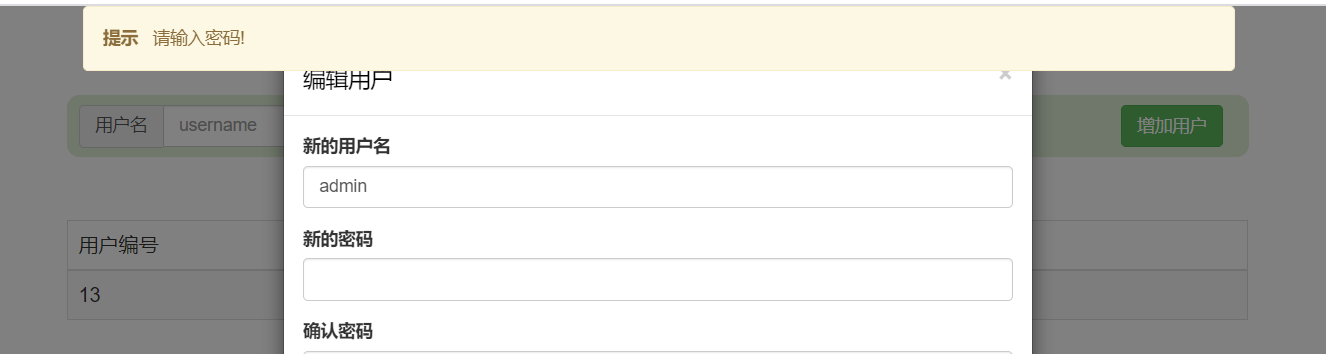 提示 请输入密码!
编辑用户 ×
用户名 username 增加用户
新的用户名
admin
新的密码
用户编号
13
确认密码